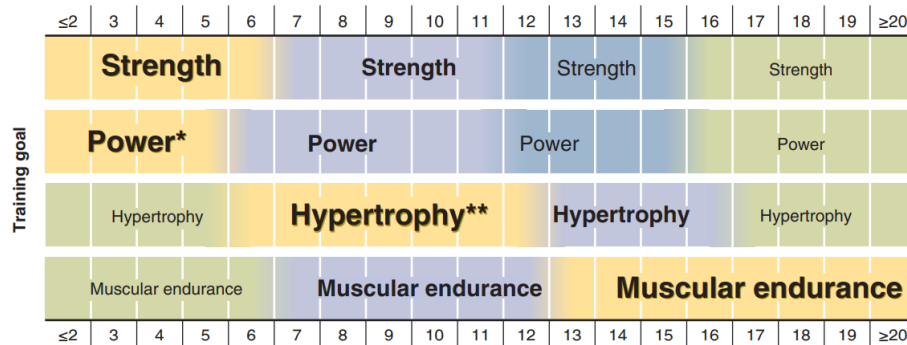 ≤2 3 4 5 6 7 8 9 10 11 12 13 14 15 16 17 18 19 ≥20
Training goal
Strength Strength Strength Strength
Power* Power Power Power
Hypertrophy Hypertrophy** Hypertrophy Hypertrophy
Muscular endurance Muscular endurance Muscular endurance
≤2 3 4 5 6 7 8 9 10 11 12 13 14 15 16 17 18 19 ≥20